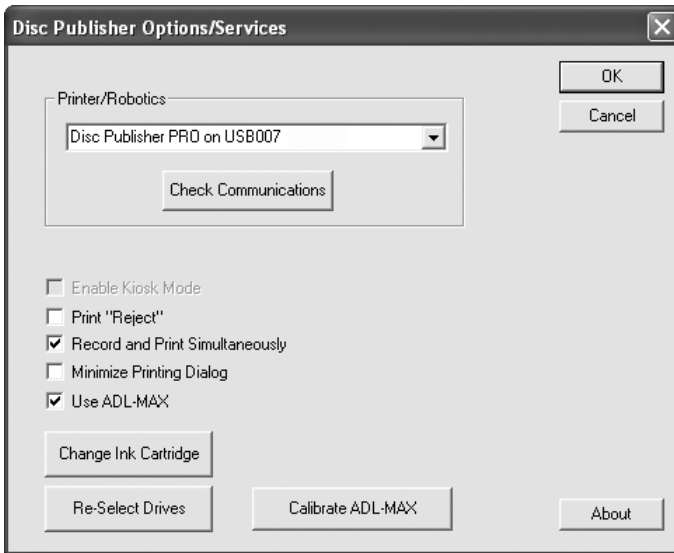 Disc Publisher Options/Services
OK
Cancel
Printer/Robotics
Disc Publisher PRO on USB007
Check Communications
Enable Kiosk Mode
Print "Reject"
Record and Print Simultaneously
Minimize Printing Dialog
Use ADL-MAX
Change Ink Cartridge
Re-Select Drives
Calibrate ADL-MAX
About